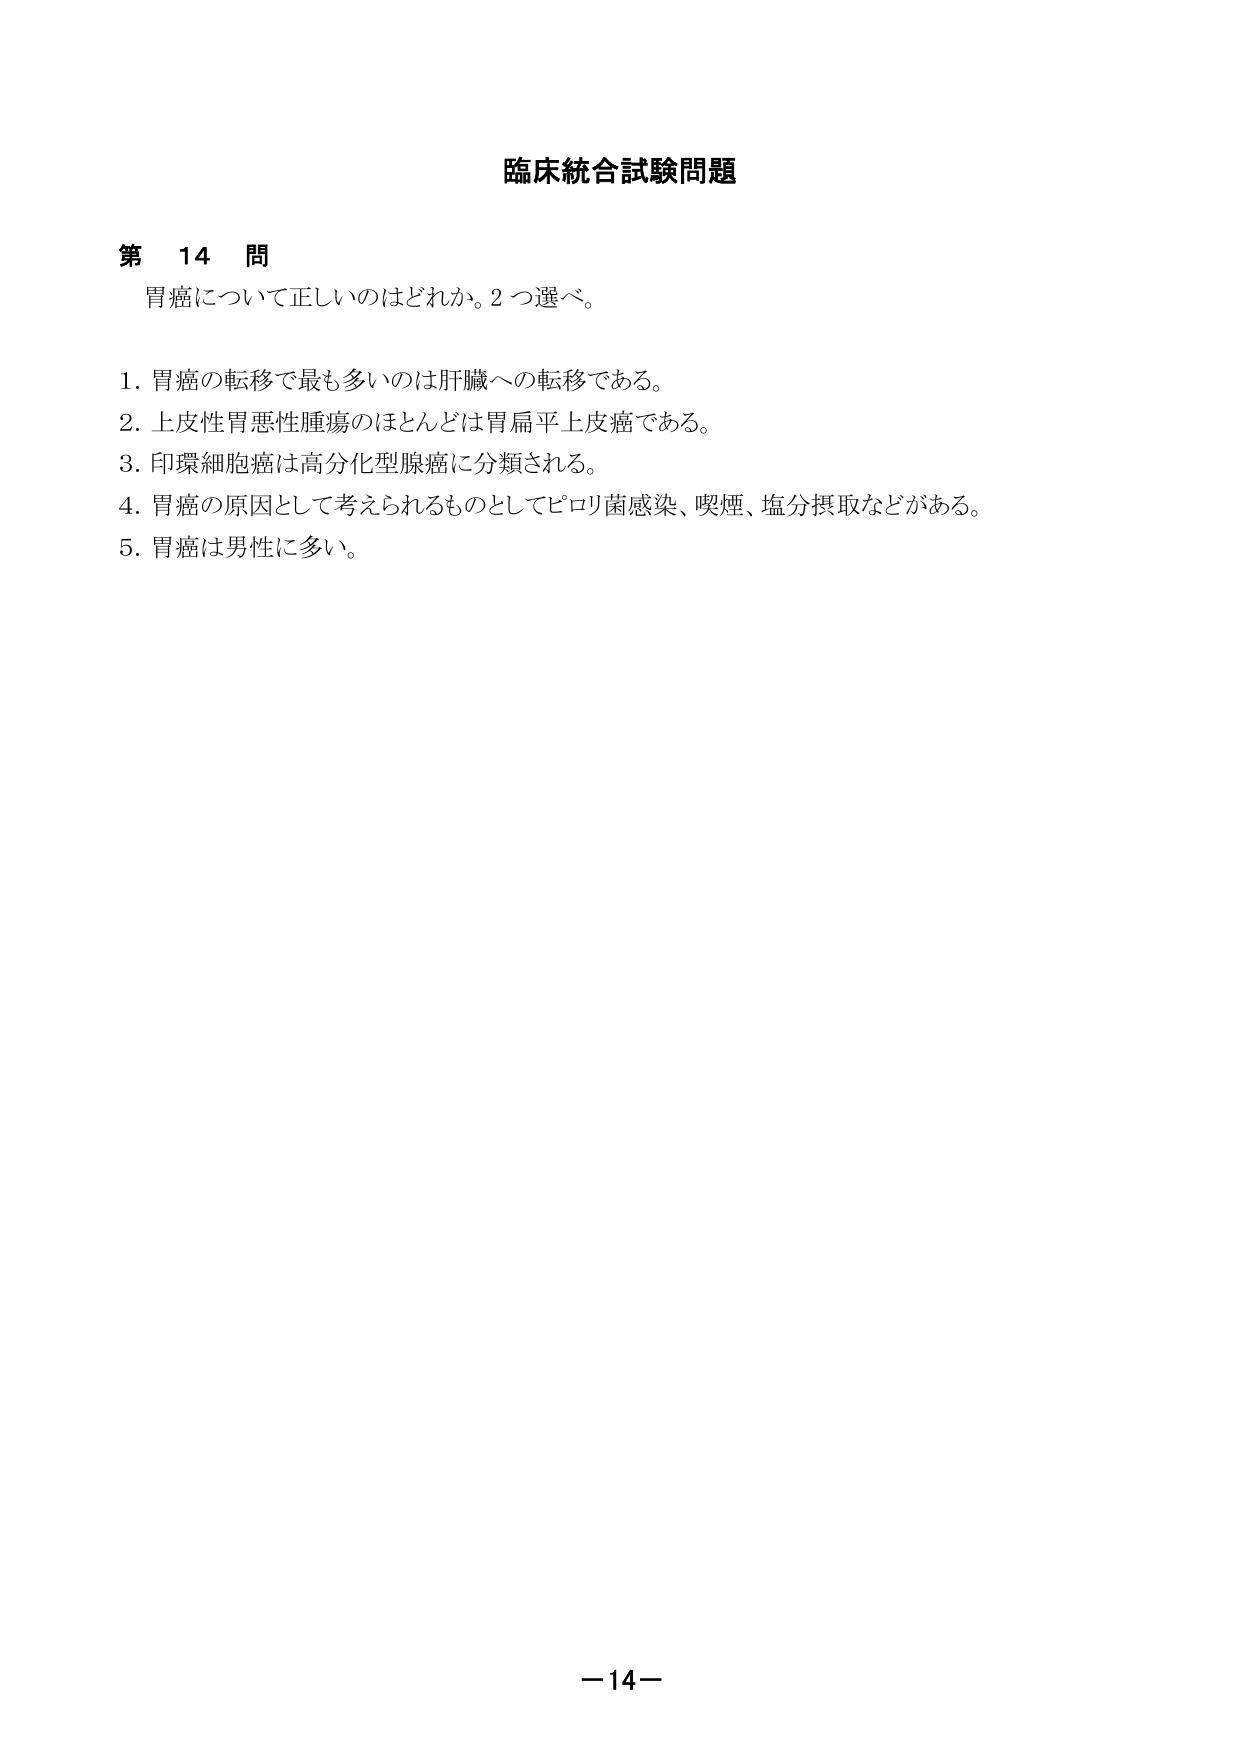 臨床統合試験問題
第 14 問
胃癌について正しいのはどれか。2つ選べ。
1. 胃癌の転移で最も多いのは肝臓への転移である。
2. 上皮性胃悪性腫瘍のほとんどは胃扁平上皮癌である。
3. 印環細胞癌は高分化型腺癌に分類される。
4. 胃癌の原因として考えられるものとしてピロリ菌感染、喫煙、塩分摂取などがある。
5. 胃癌は男性に多い。
－14－